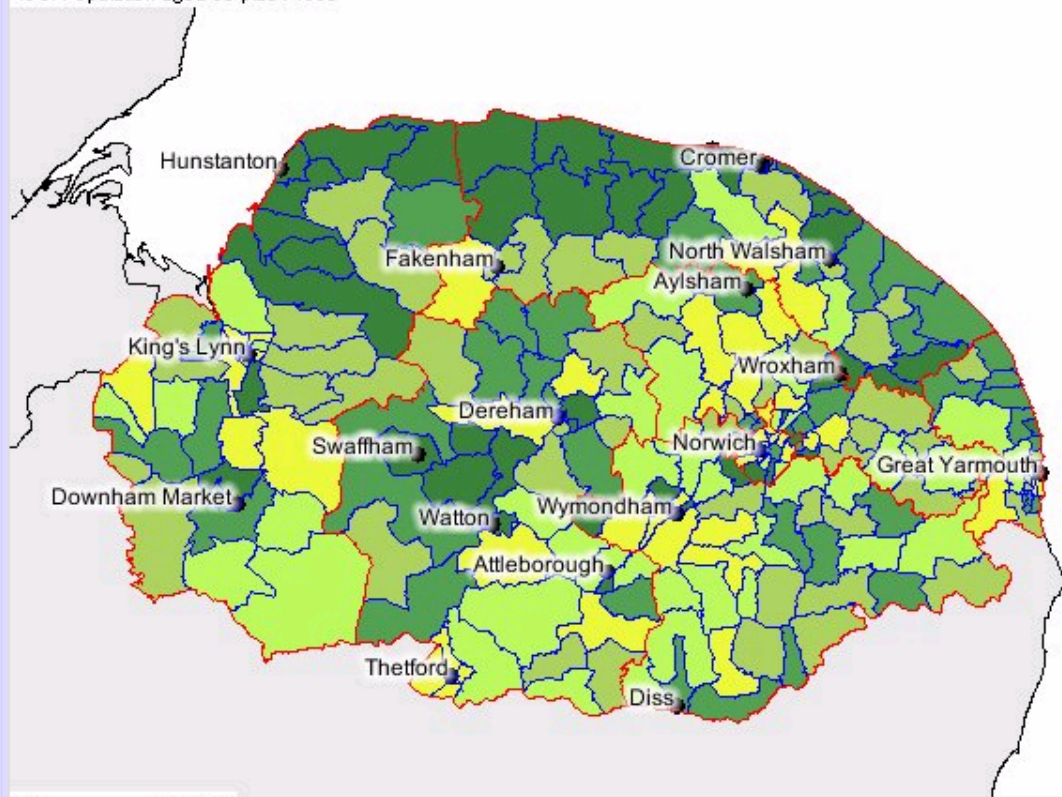 Hunstanton
Cromer
Fakenham
North Walsham
Aylsham
King's Lynn
Wroxham
Dereham
Swaffham
Norwich
Great Yarmouth
Downham Market
Wymondham
Watton
Attleborough
Thetford
Diss